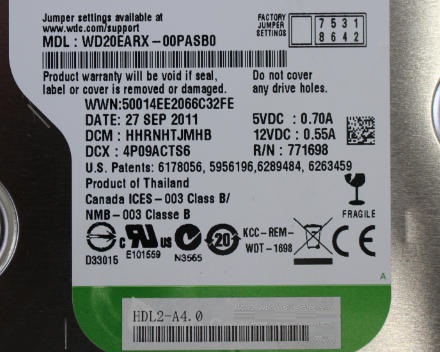 Jumper settings available at
www.wdc.com/support
FACTORY
JUMPER
SETTINGS
7 5 3 1
8 6 4 2
MDL : WD20EARX-00PASB0
Product warranty will be void if seal,
label or cover is removed or damaged.
Do not cover
any drive holes.
WWN:50014EE2066C32FE
DATE: 27 SEP 2011
5VDC : 0.70A
DCM : HHRNHTJMHB
12VDC : 0.55A
DCX : 4P09ACTS6
R/N : 771698
U.S. Patents: 6178056, 5956196,6289484, 6263459
Product of Thailand
Canada ICES-003 Class B/
NMB-003 Classe B
FRAGILE
D33015
c RU us
E101559
N
N3565
20
KCC-REM-
WDT-1698
CE
A
HDL2-A4.0